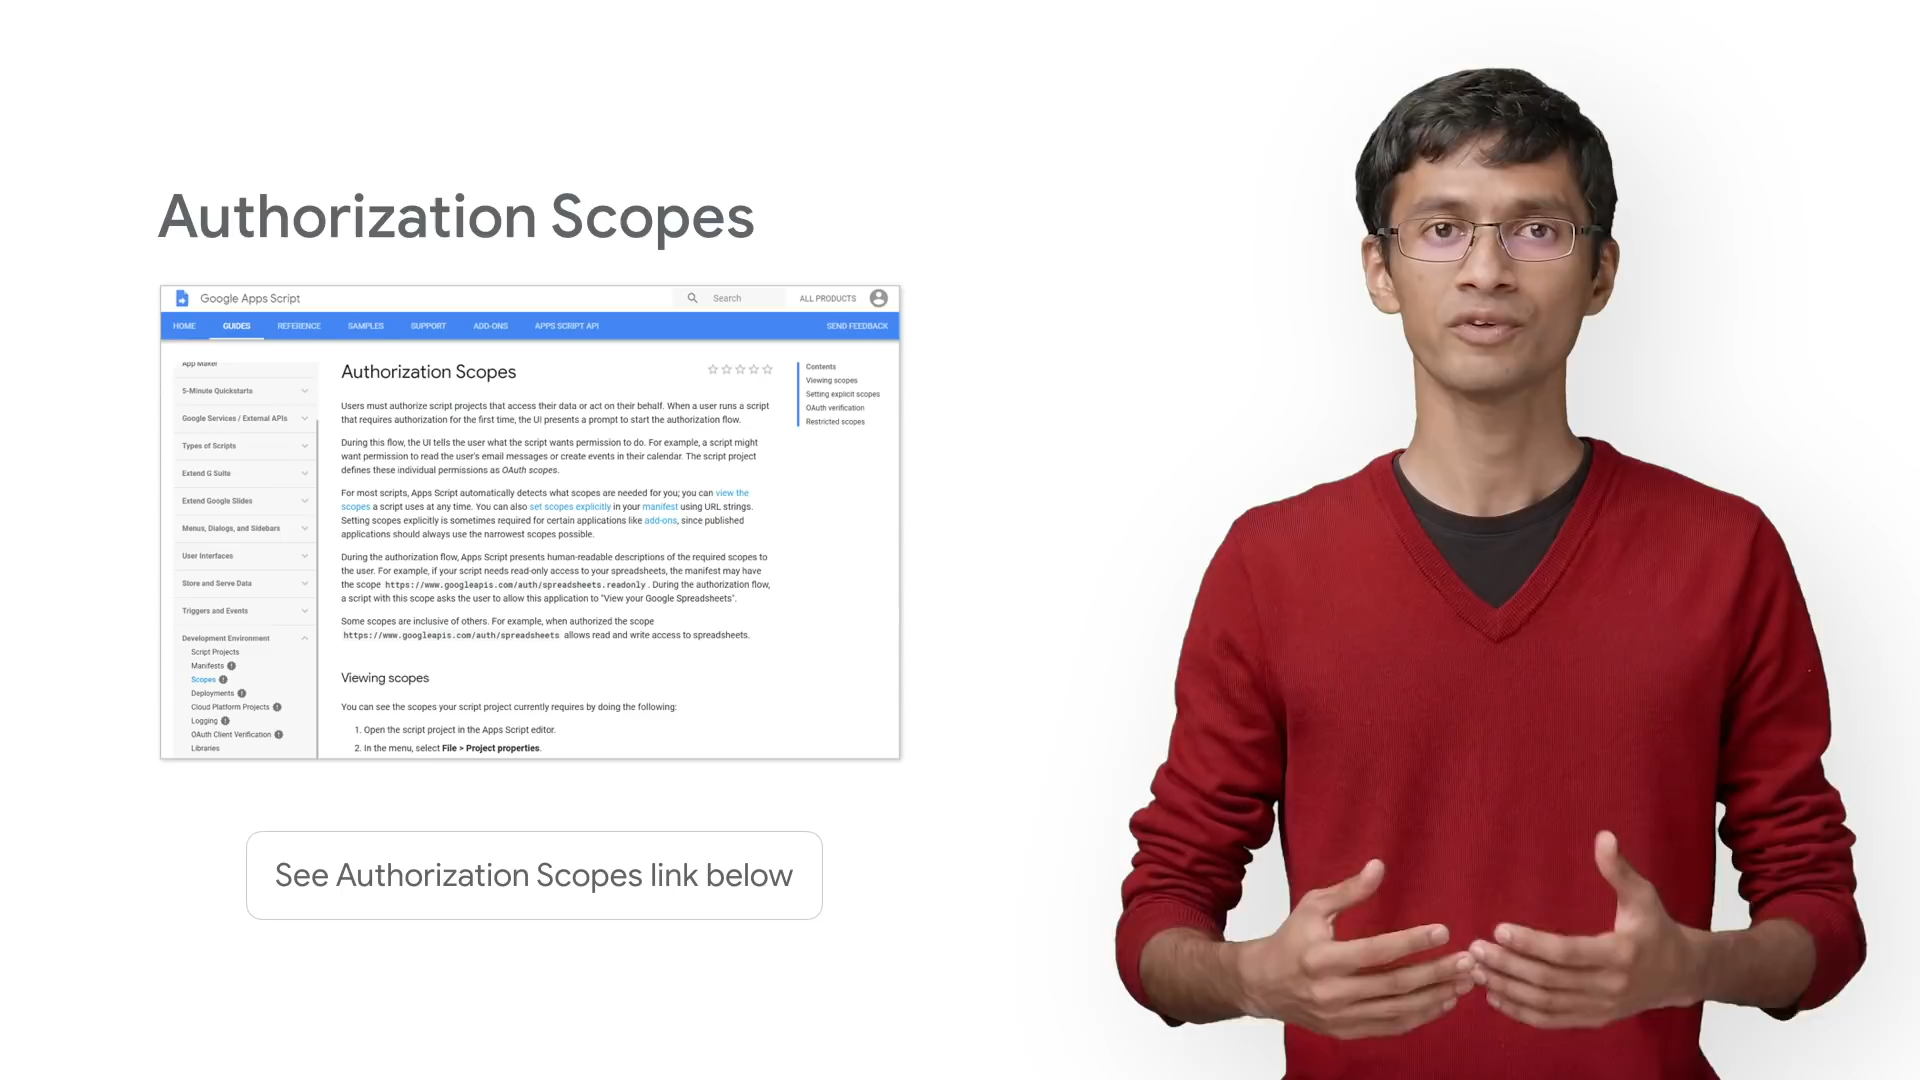 Authorization Scopes
Google Apps Script
Search
ALL PRODUCTS
HOME
GUIDES
REFERENCE
SAMPLES
SUPPORT
ADD-ONS
APPS SCRIPT API
SEND FEEDBACK
App Maker
5-Minute Quickstarts
Google Services / External APIs
Types of Scripts
Extend G Suite
Extend Google Slides
Menus, Dialogs, and Sidebars
User Interfaces
Store and Serve Data
Triggers and Events
Development Environment
Script Projects
Manifests
Scopes
Deployments
Cloud Platform Projects
Logging
OAuth Client Verification
Libraries
Authorization Scopes
Users must authorize script projects that access their data or act on their behalf. When a user runs a script
that requires authorization for the first time, the UI presents a prompt to start the authorization flow.
During this flow, the UI tells the user what the script wants permission to do. For example, a script might
want permission to read the user's email messages or create events in their calendar. The script project
defines these individual permissions as OAuth scopes.
For most scripts, Apps Script automatically detects what scopes are needed for you; you can view the
scopes a script uses at any time. You can also set scopes explicitly in your manifest using URL strings.
Setting scopes explicitly is sometimes required for certain applications like add-ons, since published
applications should always use the narrowest scopes possible.
During the authorization flow, Apps Script presents human-readable descriptions of the required scopes to
the user. For example, if your script needs read-only access to your spreadsheets, the manifest may have
the scope https://www.googleapis.com/auth/spreadsheets.readonly. During the authorization flow,
a script with this scope asks the user to allow this application to "View your Google Spreadsheets".
Some scopes are inclusive of others. For example, when authorized the scope
https://www.googleapis.com/auth/spreadsheets allows read and write access to spreadsheets.
Viewing scopes
You can see the scopes your script project currently requires by doing the following:
1. Open the script project in the Apps Script editor.
2. In the menu, select File > Project properties.
Contents
Viewing scopes
Setting explicit scopes
OAuth verification
Restricted scopes
See Authorization Scopes link below